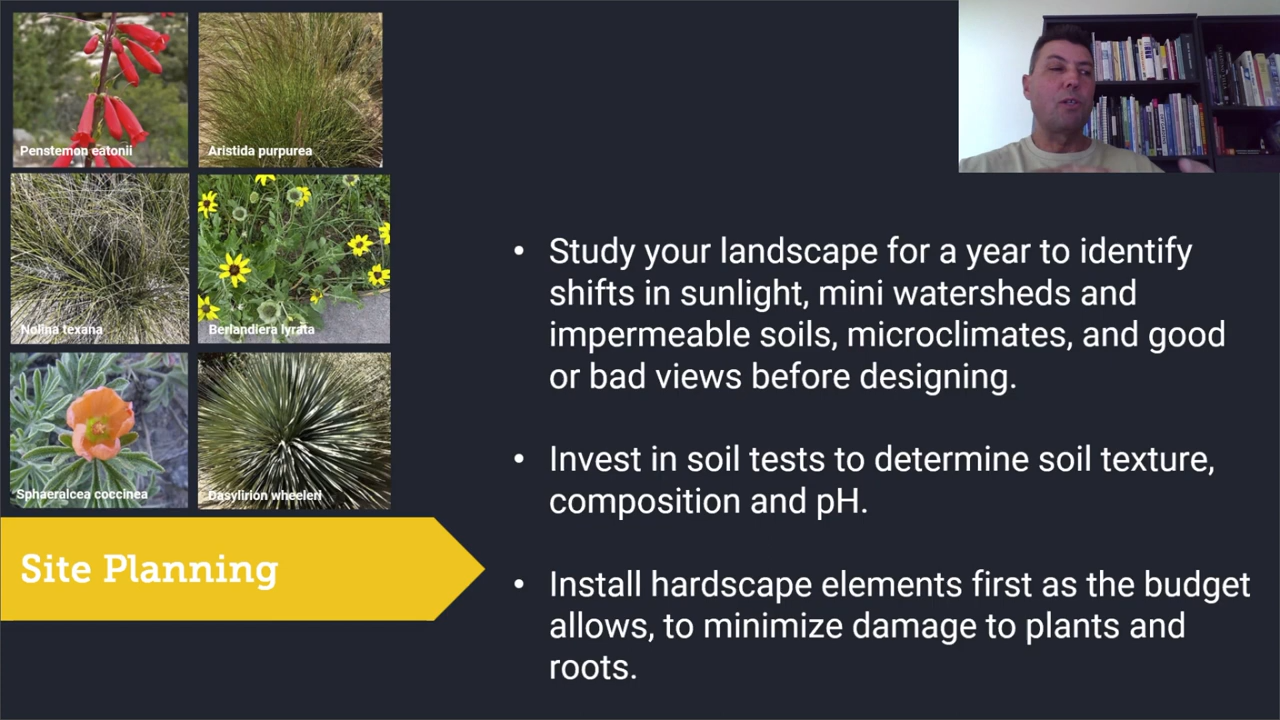 Penstemon eatonii
Aristida purpurea
Nolina texana
Berlandiera lyrata
Sphaeralcea coccinea
Dasylirion wheeleri
Site Planning
• Study your landscape for a year to identify
shifts in sunlight, mini watersheds and
impermeable soils, microclimates, and good
or bad views before designing.
• Invest in soil tests to determine soil texture,
composition and pH.
• Install hardscape elements first as the budget
allows, to minimize damage to plants and
roots.